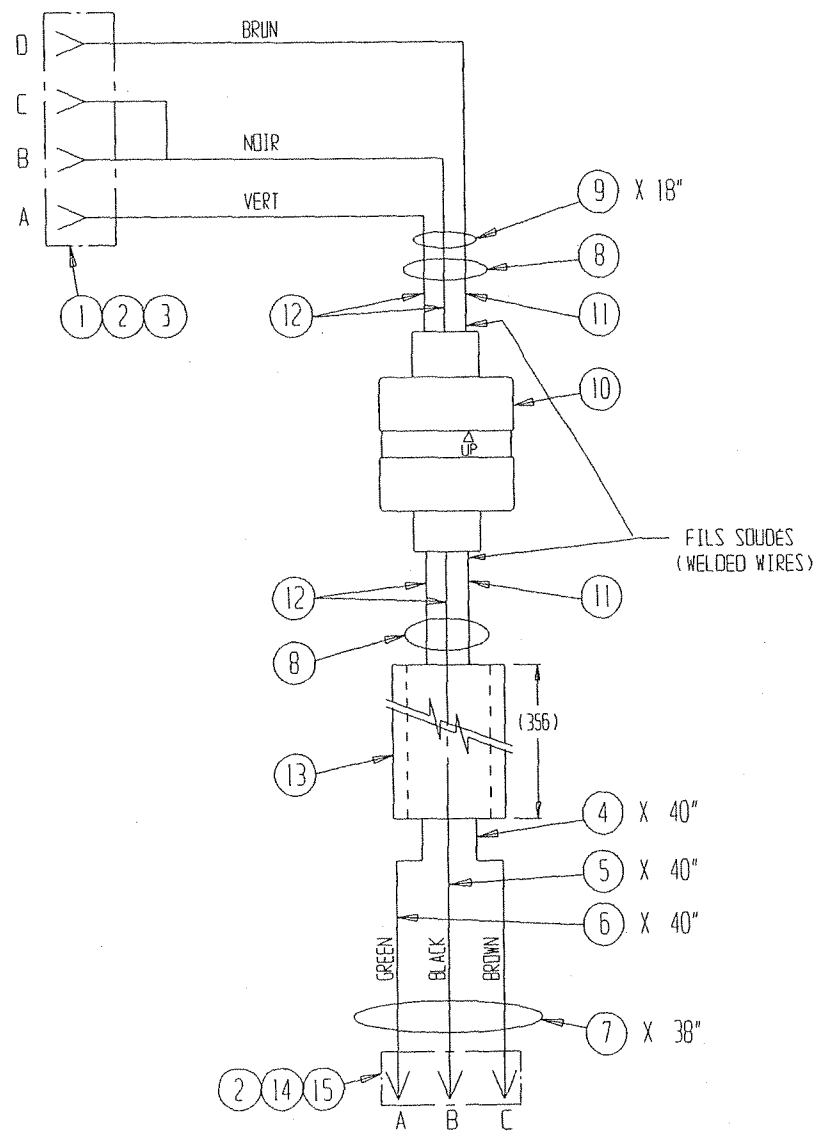 D
BRUN
C
B
NOIR
A
VERT
9 X 18"
8
1 2 3
12
11
10
UP
FILS SOUDÉS
(WELDED WIRES)
12
11
8
(356)
13
4 X 40"
5 X 40"
6 X 40"
GREEN
BLACK
BROWN
7 X 38"
2 14 15
A B C